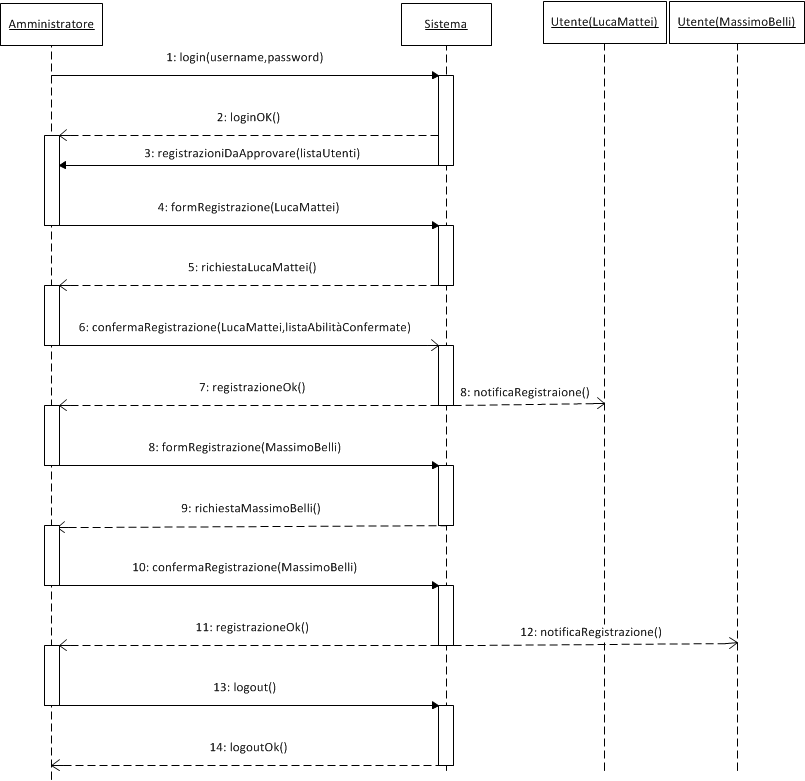 Amministratore
Sistema
Utente(LucaMattei)
Utente(MassimoBelli)
1: login(username,password)
2: loginOK()
3: registrazioniDaApprovare(listaUtenti)
4: formRegistrazione(LucaMattei)
5: richiestaLucaMattei()
6: confermaRegistrazione(LucaMattei,listaAbilitàConfermate)
7: registrazioneOk()
8: notificaRegistraione()
8: formRegistrazione(MassimoBelli)
9: richiestaMassimoBelli()
10: confermaRegistrazione(MassimoBelli)
11: registrazioneOk()
12: notificaRegistrazione()
13: logout()
14: logoutOk()